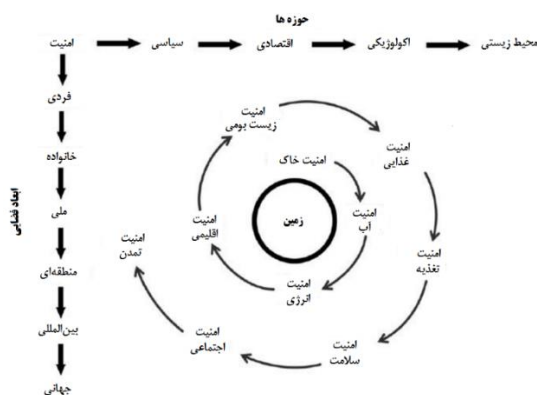 حوزه ها
امنیت
سیاسی
اقتصادی
اکولوژیکی
محیط زیستی
ابعاد فضایی
فردی
خانواده
ملی
منطقه‌ای
بین‌المللی
جهانی
زمین
امنیت خاک
امنیت
آب
امنیت
انرژی
امنیت
اقلیمی
امنیت
زیست بومی
امنیت
غذایی
امنیت
تغذیه
امنیت
سلامت
امنیت
اجتماعی
امنیت
تمدن